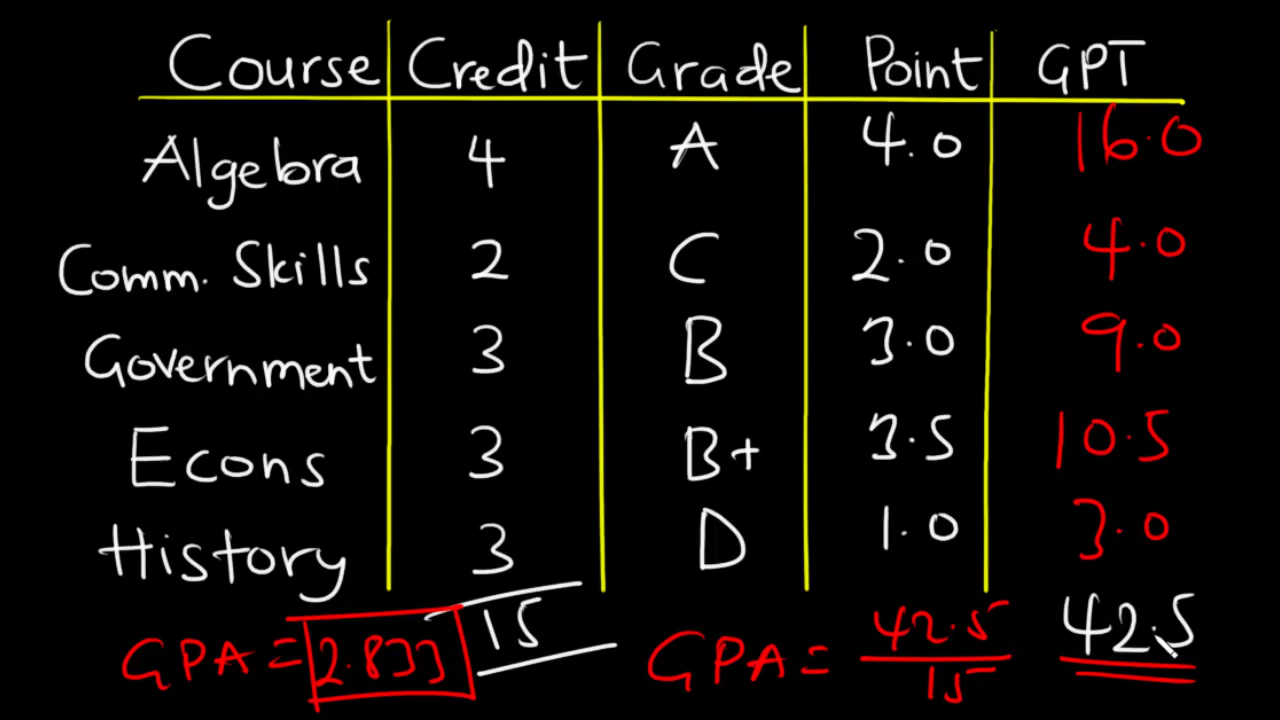 Course Credit Grade Point GPT
Algebra 4 A 4.0 16.0
Comm. Skills 2 C 2.0 4.0
Government 3 B 3.0 9.0
Econs 3 B+ 3.5 10.5
History 3 D 1.0 3.0
15 42.5
GPA = 2.833 GPA = 42.5
15